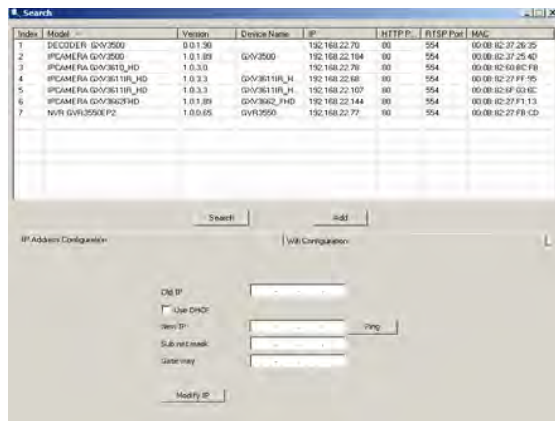 Search
Index Model Version Device Name IP HTTP P... RTSP Port MAC
1 DECODER GXV3500 0.0.1.90 192.168.22.70 80 554 00:0B:82:37:26:35
2 IPCAMERA GXV3500 1.0.1.89 GXV3500 192.168.22.184 80 554 00:0B:82:37:25:4D
3 IPCAMERA GXV3610_HD 1.0.3.0 192.168.22.78 80 554 00:0B:82:60:8C:FB
4 IPCAMERA GXV3611IR_HD 1.0.3.3 GXV3611IR_H... 192.168.22.68 80 554 00:0B:82:27:FF:95
5 IPCAMERA GXV3611IR_HD 1.0.3.3 GXV3611IR_H... 192.168.22.107 80 554 00:0B:82:6F:03:6C
6 IPCAMERA GXV3662FHD 1.0.1.89 GXV3662_FHD 192.168.22.144 80 554 00:0B:82:27:F1:13
7 NVR GVR3550EP2 1.0.0.65 GVR3550 192.168.22.77 80 554 00:0B:82:27:FB:CD
Search Add
IP Address Configuration Wifi Configuration L
Old IP
Use DHCP
New IP Ping
Sub net mask
Gate way
Modify IP